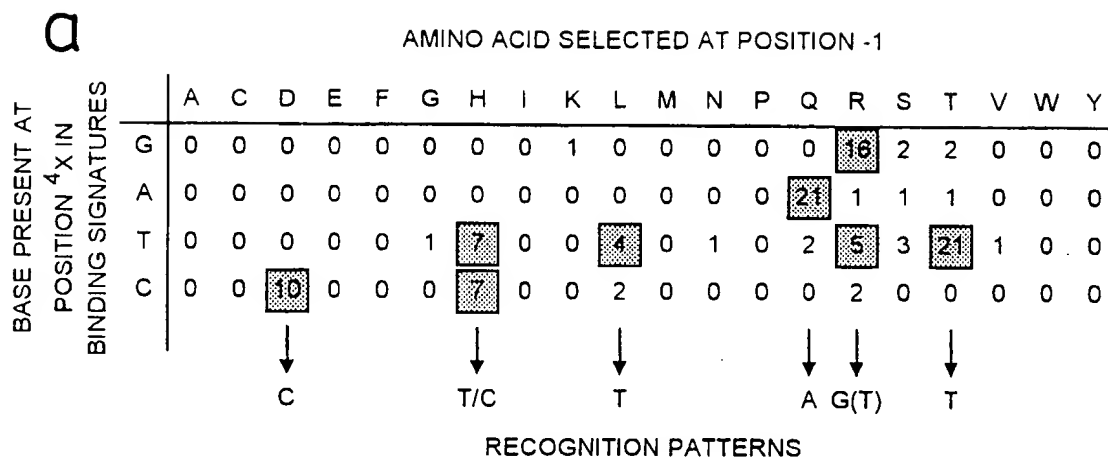 a
AMINO ACID SELECTED AT POSITION -1
BASE PRESENT AT
POSITION ⁴X IN
BINDING SIGNATURES
A C D E F G H I K L M N P Q R S T V W Y
G 0 0 0 0 0 0 0 0 1 0 0 0 0 0 16 2 2 0 0 0
A 0 0 0 0 0 0 0 0 0 0 0 0 0 21 1 1 1 0 0 0
T 0 0 0 0 0 1 7 0 0 4 0 1 0 2 5 3 21 1 0 0
C 0 0 10 0 0 0 7 0 0 2 0 0 0 0 2 0 0 0 0 0
C T/C T A G(T) T
RECOGNITION PATTERNS